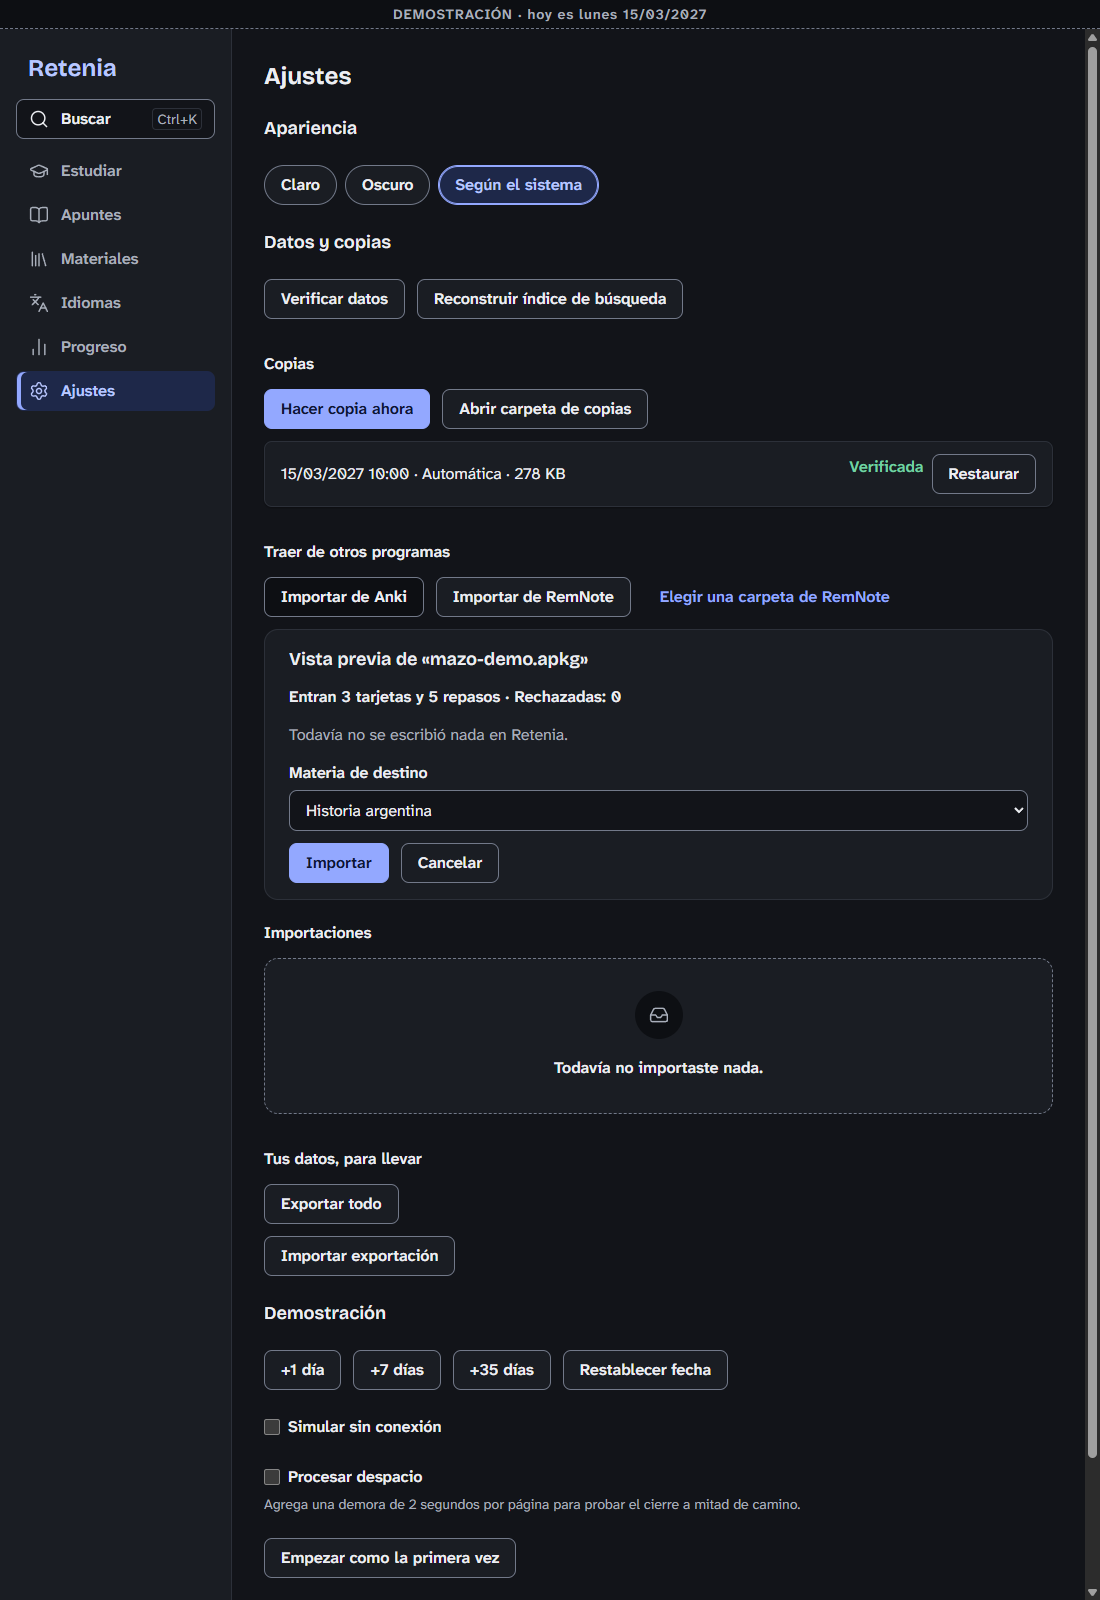 DEMOSTRACIÓN · hoy es lunes 15/03/2027
Retenia
Buscar Ctrl+K
Estudiar
Apuntes
Materiales
Idiomas
Progreso
Ajustes
Ajustes
Apariencia
Claro Oscuro Según el sistema
Datos y copias
Verificar datos Reconstruir índice de búsqueda
Copias
Hacer copia ahora Abrir carpeta de copias
15/03/2027 10:00 · Automática · 278 KB Verificada Restaurar
Traer de otros programas
Importar de Anki Importar de RemNote Elegir una carpeta de RemNote
Vista previa de «mazo-demo.apkg»
Entran 3 tarjetas y 5 repasos · Rechazadas: 0
Todavía no se escribió nada en Retenia.
Materia de destino
Historia argentina
Importar Cancelar
Importaciones
Todavía no importaste nada.
Tus datos, para llevar
Exportar todo
Importar exportación
Demostración
+1 día +7 días +35 días Restablecer fecha
Simular sin conexión
Procesar despacio
Agrega una demora de 2 segundos por página para probar el cierre a mitad de camino.
Empezar como la primera vez